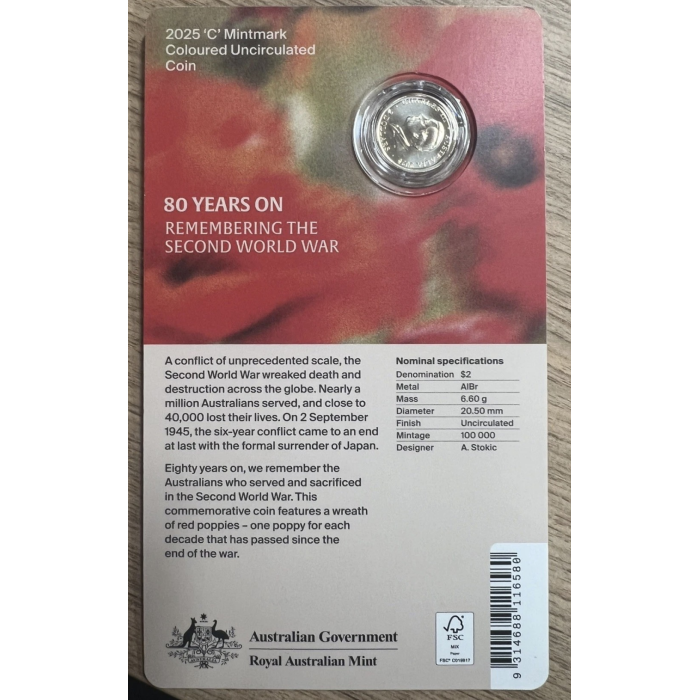 2025 'C' Mintmark
Coloured Uncirculated
Coin
80 YEARS ON
REMEMBERING THE
SECOND WORLD WAR
A conflict of unprecedented scale, the
Second World War wreaked death and
destruction across the globe. Nearly a
million Australians served, and close to
40,000 lost their lives. On 2 September
1945, the six-year conflict came to an end
at last with the formal surrender of Japan.
Eighty years on, we remember the
Australians who served and sacrificed
in the Second World War. This
commemorative coin features a wreath
of red poppies – one poppy for each
decade that has passed since the
end of the war.
Nominal specifications
Denomination $2
Metal AlBr
Mass 6.60 g
Diameter 20.50 mm
Finish Uncirculated
Mintage 100 000
Designer A. Stokic
Australian Government
Royal Australian Mint
FSC
MIX
Paper
FSC® C019917
9 314688 116580